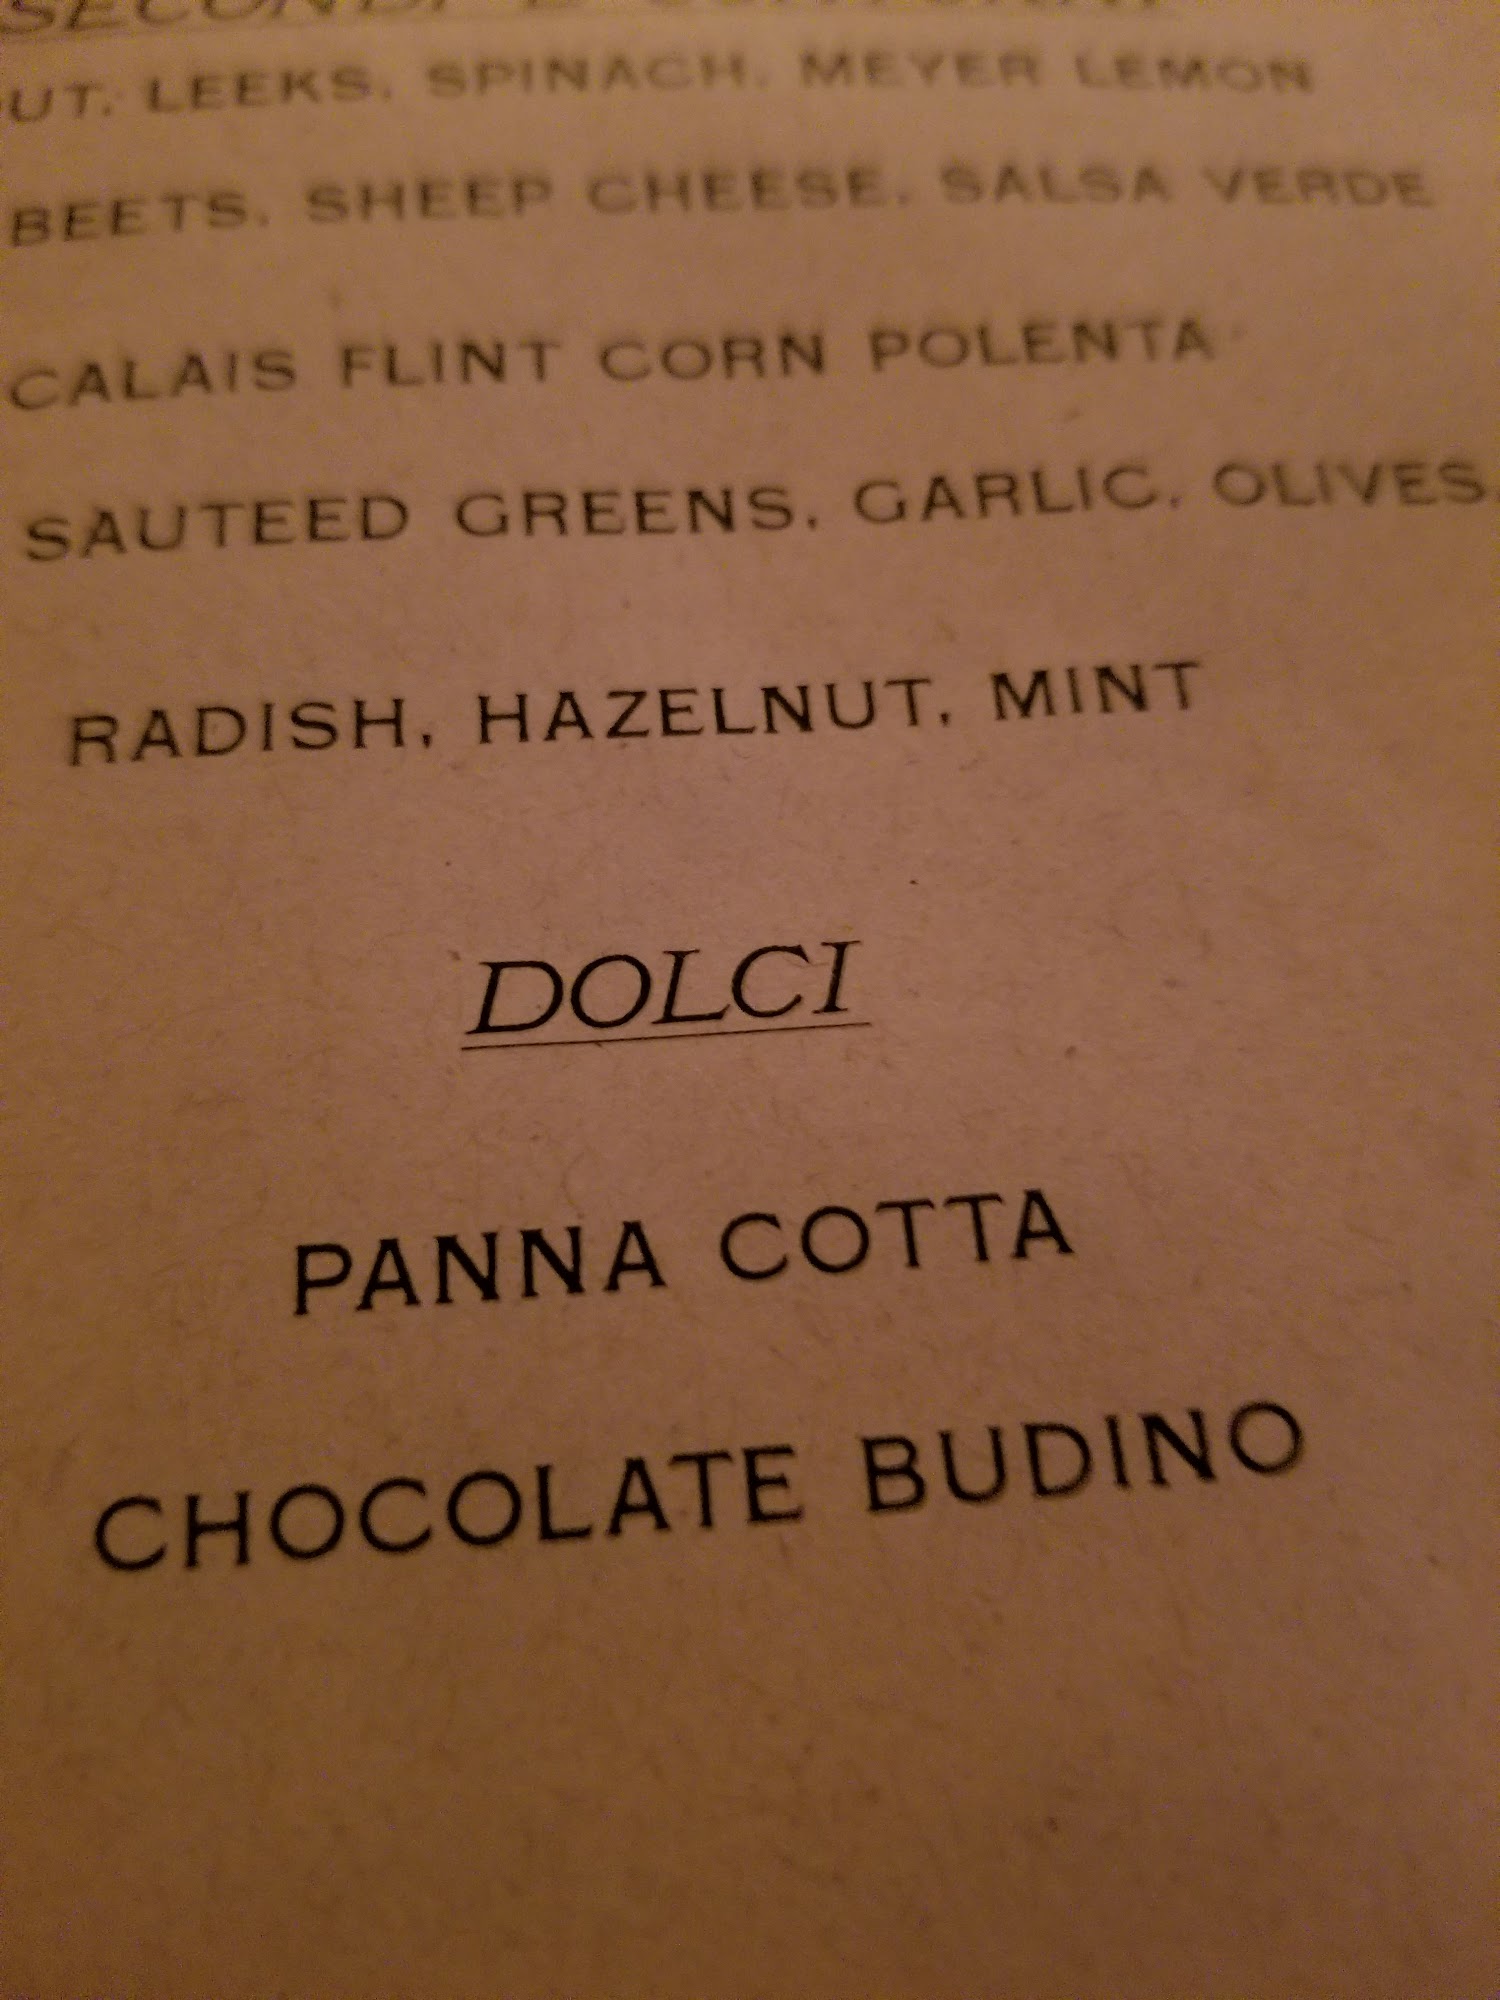 UT, LEEKS, SPINACH, MEYER LEMON
BEETS, SHEEP CHEESE, SALSA VERDE
CALAIS FLINT CORN POLENTA
SAUTEED GREENS, GARLIC, OLIVES,
RADISH, HAZELNUT, MINT
DOLCI
PANNA COTTA
CHOCOLATE BUDINO